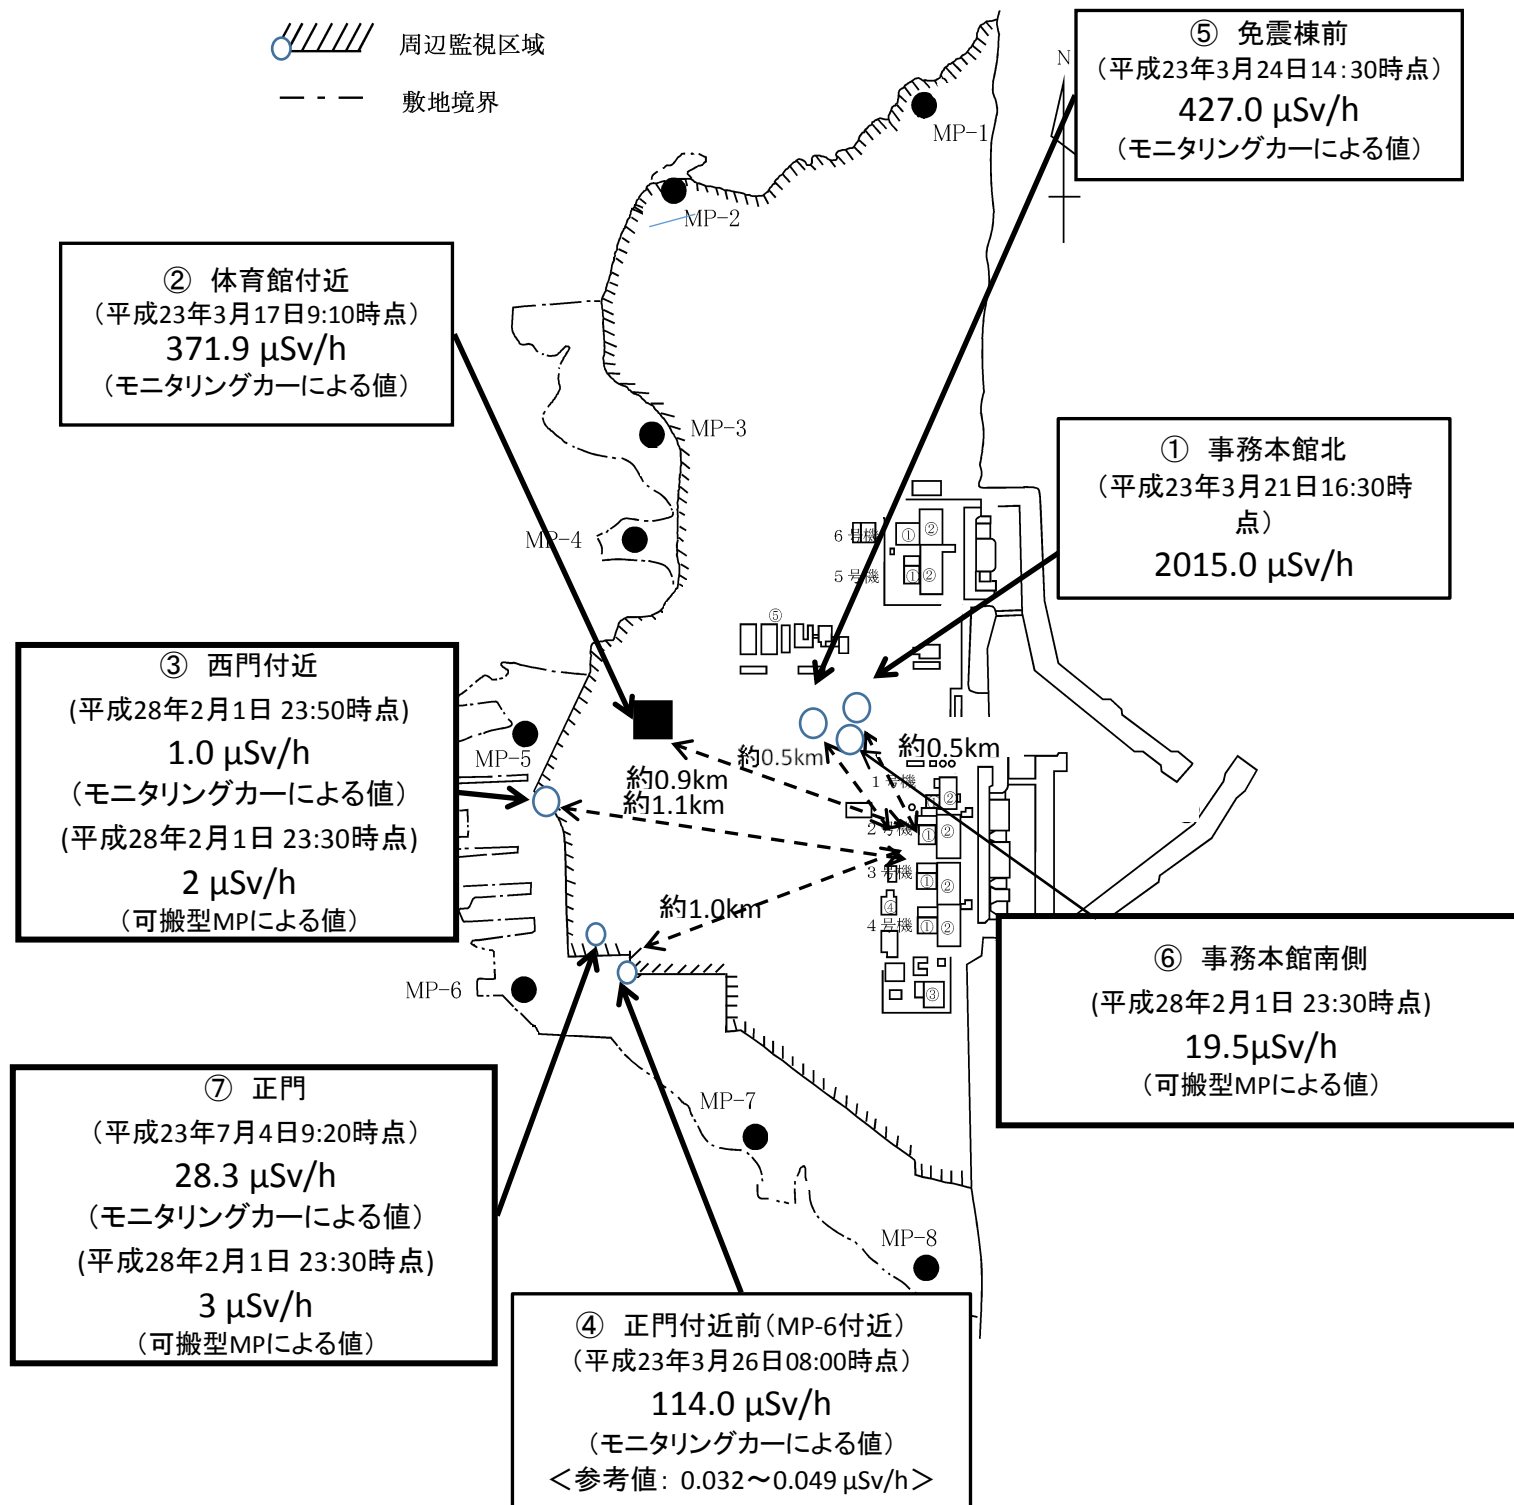 周辺監視区域
敷地境界
N
⑤ 免震棟前
（平成23年3月24日14:30時点）
427.0 μSv/h
（モニタリングカーによる値）
MP-1
MP-2
② 体育館付近
（平成23年3月17日9:10時点）
371.9 μSv/h
（モニタリングカーによる値）
MP-3
① 事務本館北
（平成23年3月21日16:30時
点）
2015.0 μSv/h
MP-4
6号機
①
②
5号機
①
②
⑤
③ 西門付近
(平成28年2月1日 23:50時点)
1.0 μSv/h
（モニタリングカーによる値）
(平成28年2月1日 23:30時点)
2 μSv/h
（可搬型MPによる値）
MP-5
約0.5km
約0.5km
約0.9km
約1.1km
1号機
①
②
2号機
①
②
3号機
①
②
④
4号機
①
②
約1.0km
③
MP-6
⑥ 事務本館南側
(平成28年2月1日 23:30時点)
19.5μSv/h
（可搬型MPによる値）
⑦ 正門
（平成23年7月4日9:20時点）
28.3 μSv/h
（モニタリングカーによる値）
(平成28年2月1日 23:30時点)
3 μSv/h
（可搬型MPによる値）
MP-7
MP-8
④ 正門付近前（MP-6付近）
（平成23年3月26日08:00時点）
114.0 μSv/h
（モニタリングカーによる値）
＜参考値: 0.032～0.049 μSv/h＞